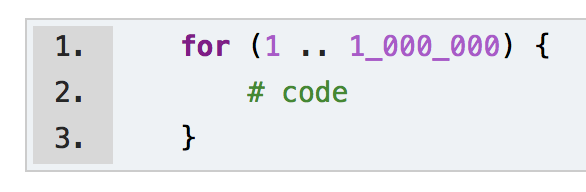 1. for (1 .. 1_000_000) {
2. # code
3. }